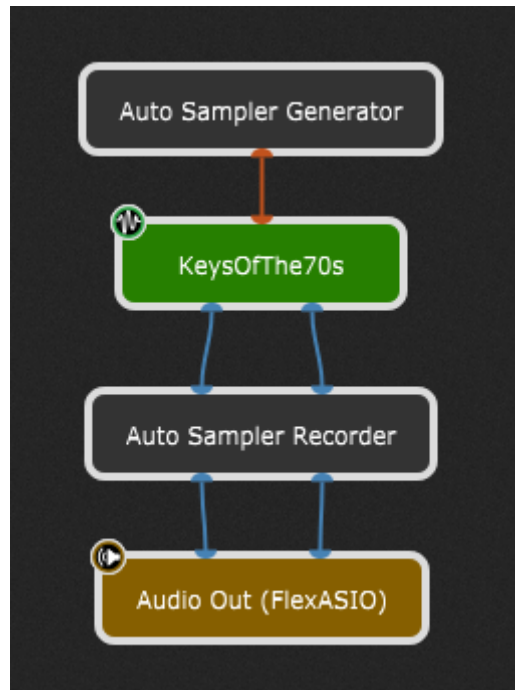 Auto Sampler Generator
KeysOfThe70s
Auto Sampler Recorder
Audio Out (FlexASIO)